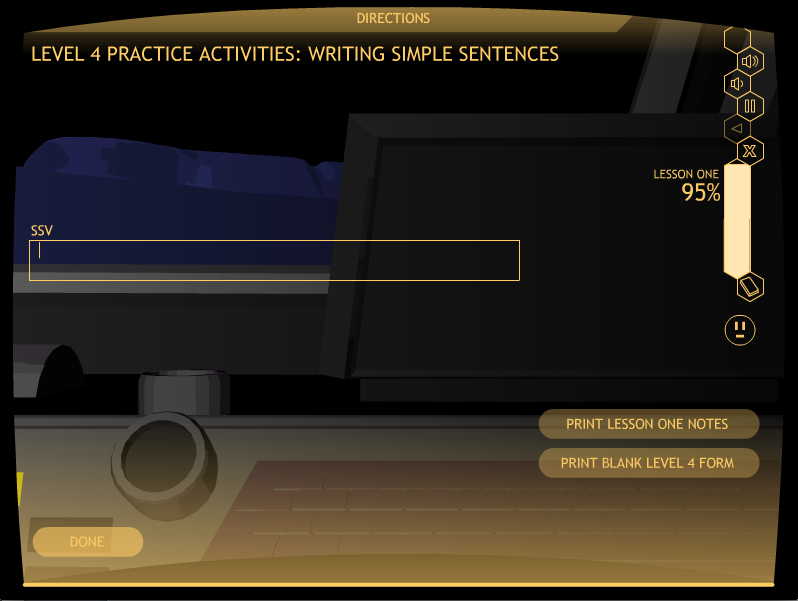 DIRECTIONS
LEVEL 4 PRACTICE ACTIVITIES: WRITING SIMPLE SENTENCES
LESSON ONE
95%
SSV
PRINT LESSON ONE NOTES
PRINT BLANK LEVEL 4 FORM
DONE